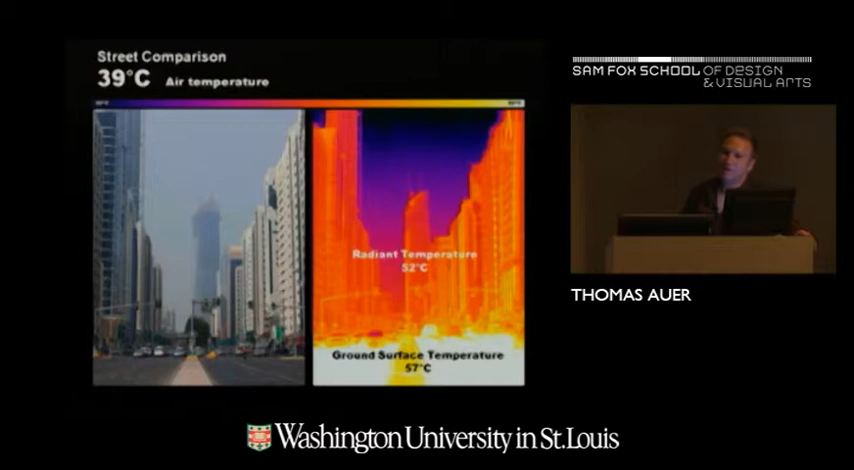 Street Comparison
39°C Air temperature
Radiant Temperature
52°C
Ground Surface Temperature
57°C
SAM FOX SCHOOL OF DESIGN
& VISUAL ARTS
THOMAS AUER
Washington University in St. Louis